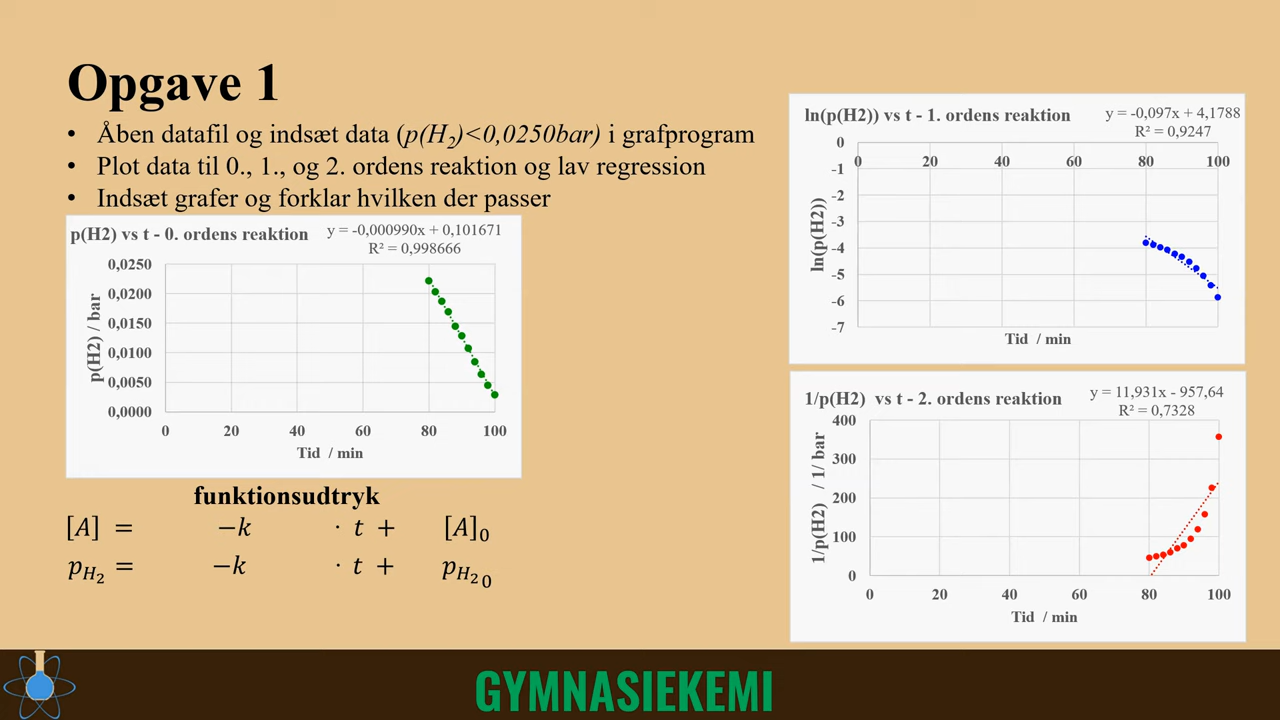 Opgave 1
• Åben datafil og indsæt data (p(H₂)<0,0250bar) i grafprogram
• Plot data til 0., 1., og 2. ordens reaktion og lav regression
• Indsæt grafer og forklar hvilken der passer
p(H2) vs t - 0. ordens reaktion
y = -0,000990x + 0,101671
R² = 0,998666
p(H2) / bar
0,0250
0,0200
0,0150
0,0100
0,0050
0,0000
0 20 40 60 80 100
Tid / min
funktionsudtryk
[A] = −k · t + [A]₀
p_{H₂} = −k · t + p_{H₂ 0}
ln(p(H2)) vs t - 1. ordens reaktion
y = -0,097x + 4,1788
R² = 0,9247
ln(p(H2))
0
0 20 40 60 80 100
-1
-2
-3
-4
-5
-6
-7
Tid / min
1/p(H2) vs t - 2. ordens reaktion
y = 11,931x - 957,64
R² = 0,7328
1/p(H2) / 1/ bar
400
300
200
100
0
0 20 40 60 80 100
Tid / min
GYMNASIEKEMI